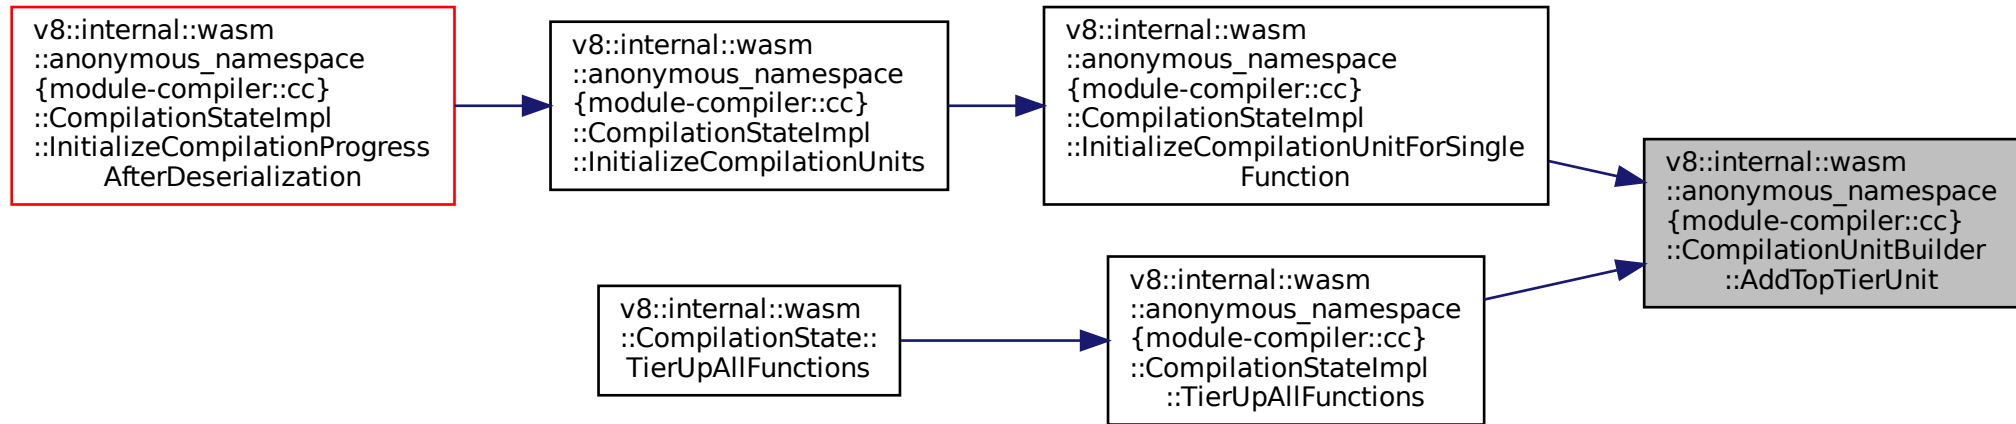 v8::internal::wasm
::anonymous_namespace
{module-compiler::cc}
::CompilationStateImpl
::InitializeCompilationProgress
AfterDeserialization
v8::internal::wasm
::anonymous_namespace
{module-compiler::cc}
::CompilationStateImpl
::InitializeCompilationUnits
v8::internal::wasm
::anonymous_namespace
{module-compiler::cc}
::CompilationStateImpl
::InitializeCompilationUnitForSingle
Function
v8::internal::wasm
::anonymous_namespace
{module-compiler::cc}
::CompilationUnitBuilder
::AddTopTierUnit
v8::internal::wasm
::CompilationState::
TierUpAllFunctions
v8::internal::wasm
::anonymous_namespace
{module-compiler::cc}
::CompilationStateImpl
::TierUpAllFunctions